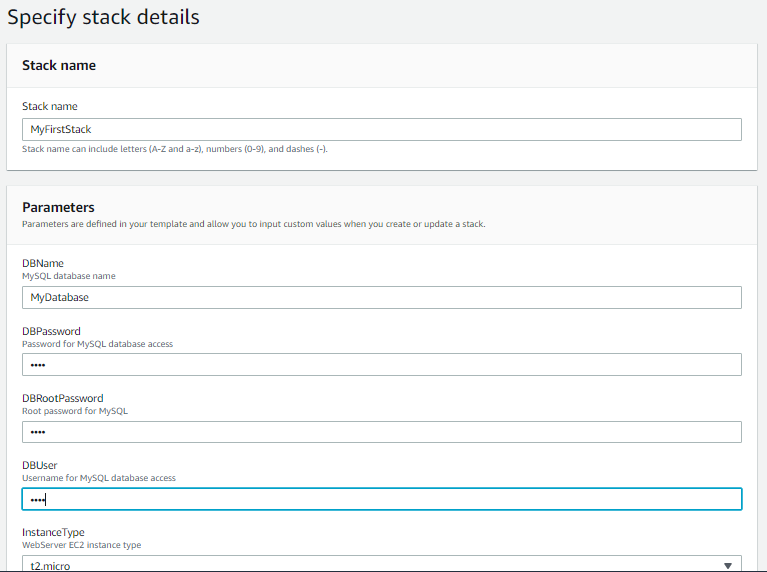 Specify stack details
Stack name
Stack name
MyFirstStack
Stack name can include letters (A-Z and a-z), numbers (0-9), and dashes (-).
Parameters
Parameters are defined in your template and allow you to input custom values when you create or update a stack.
DBName
MySQL database name
MyDatabase
DBPassword
Password for MySQL database access
••••
DBRootPassword
Root password for MySQL
••••
DBUser
Username for MySQL database access
••••
InstanceType
WebServer EC2 instance type
t2.micro